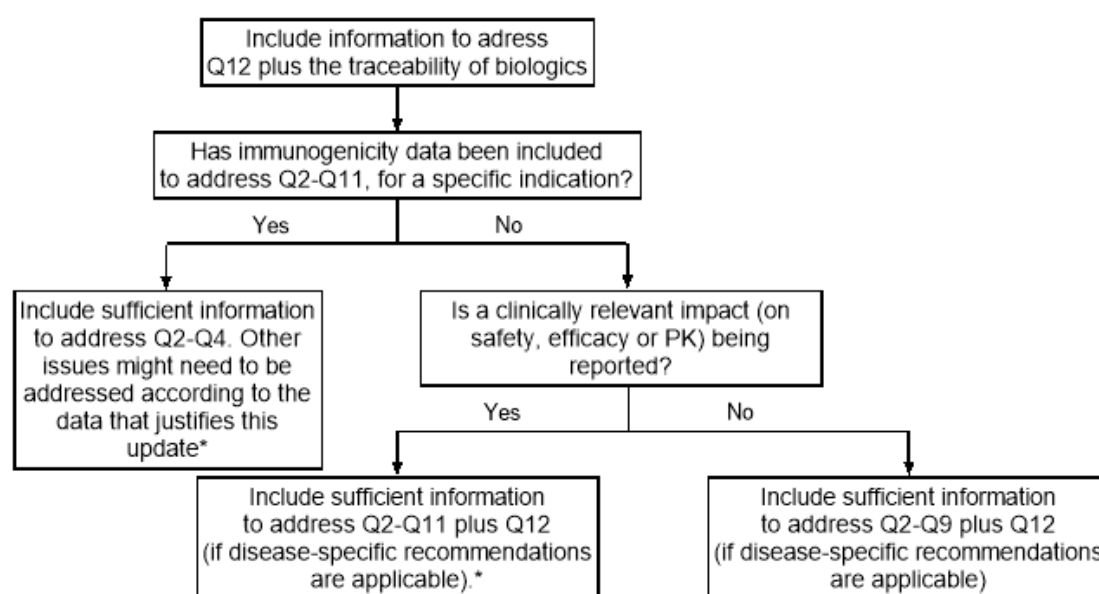 Include information to adress
Q12 plus the traceability of biologics
Has immunogenicity data been included
to address Q2-Q11, for a specific indication?
Yes
No
Include sufficient information
to address Q2-Q4. Other
issues might need to be
addressed according to the
data that justifies this
update*
Is a clinically relevant impact (on
safety, efficacy or PK) being
reported?
Yes
No
Include sufficient information
to address Q2-Q11 plus Q12
(if disease-specific recommendations
are applicable).*
Include sufficient information
to address Q2-Q9 plus Q12
(if disease-specific recommendations
are applicable)